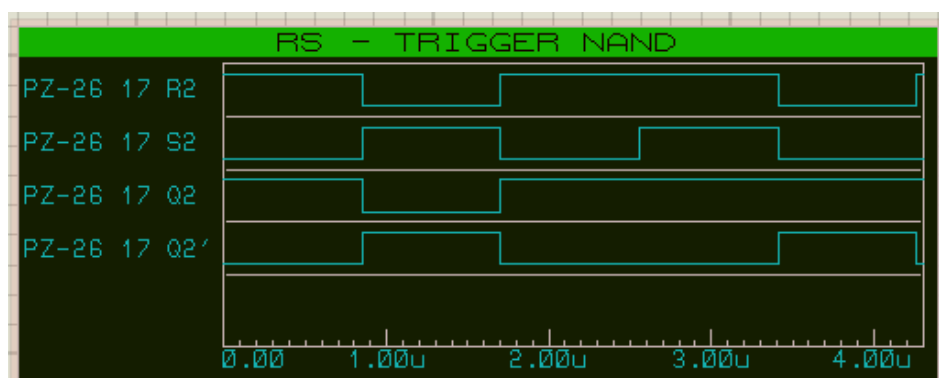 RS - TRIGGER NAND
PZ-26 17 R2
PZ-26 17 S2
PZ-26 17 Q2
PZ-26 17 Q2′
0.00 1.00u 2.00u 3.00u 4.00u